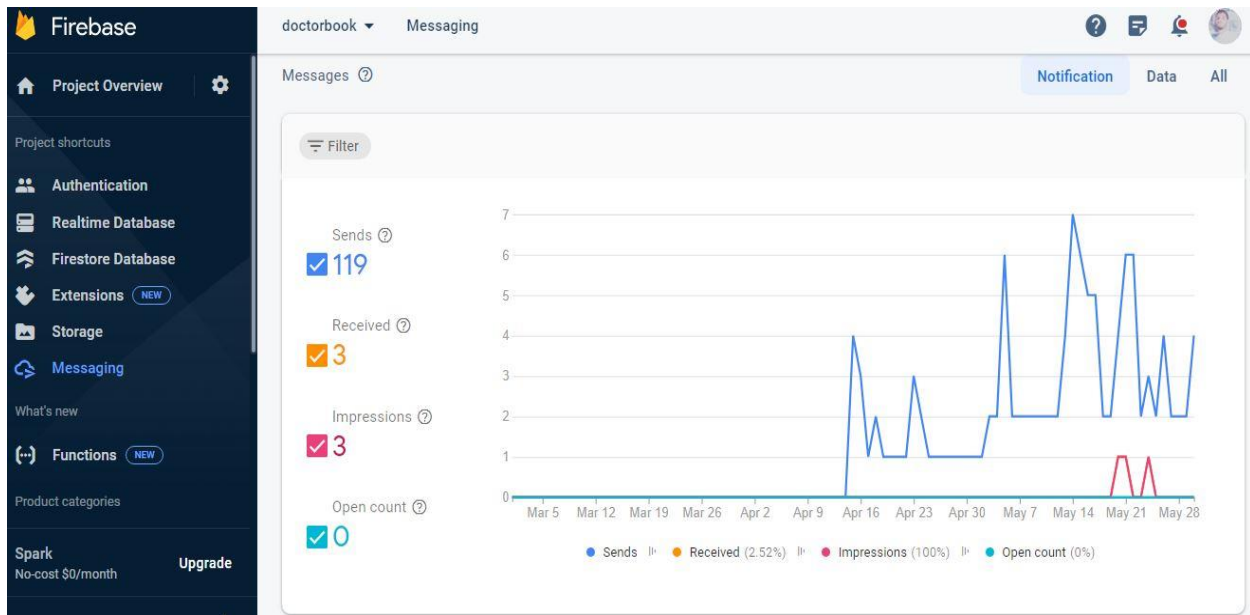 Firebase
Project Overview
Project shortcuts
Authentication
Realtime Database
Firestore Database
Extensions NEW
Storage
Messaging
What's new
Functions NEW
Product categories
Spark
No-cost $0/month
Upgrade
doctorbook
Messaging
Messages
Notification Data All
Filter
Sends
119
Received
3
Impressions
3
Open count
0
7
6
5
4
3
2
1
0
Mar 5 Mar 12 Mar 19 Mar 26 Apr 2 Apr 9 Apr 16 Apr 23 Apr 30 May 7 May 14 May 21 May 28
Sends Received (2.52%) Impressions (100%) Open count (0%)